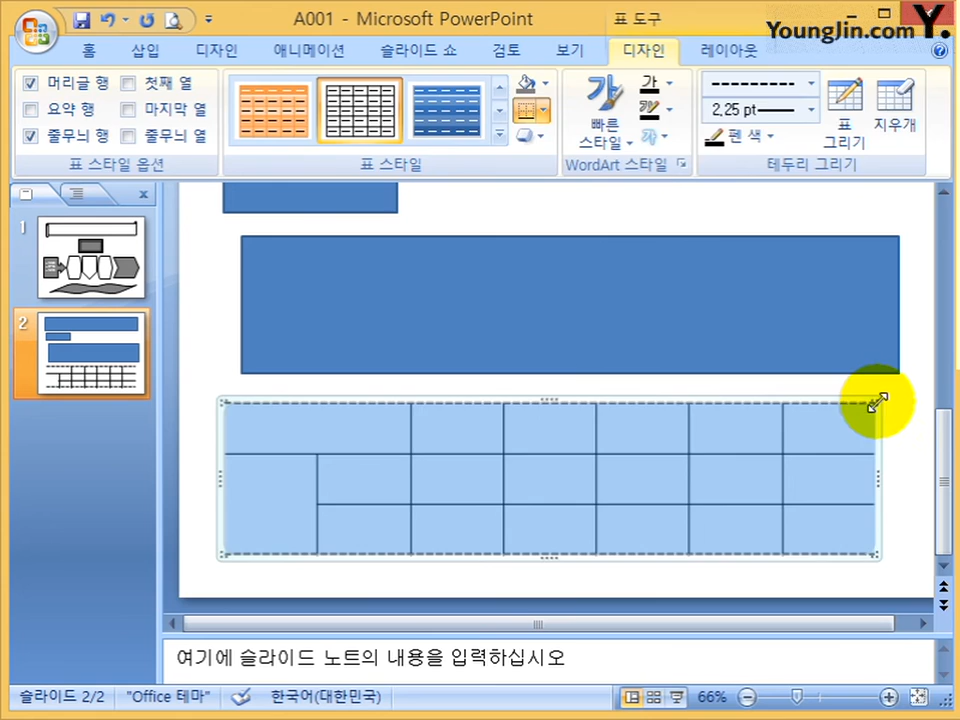 A001 - Microsoft PowerPoint
표 도구
YoungJin.com Y.
홈
삽입
디자인
애니메이션
슬라이드 쇼
검토
보기
디자인
레이아웃
머리글 행
첫째 열
요약 행
마지막 열
줄무늬 행
줄무늬 열
표 스타일 옵션
표 스타일
가
빠른
스타일
가
가
가
WordArt 스타일
2.25 pt
펜 색
표
그리기
지우개
테두리 그리기
1
2
여기에 슬라이드 노트의 내용을 입력하십시오
슬라이드 2/2
"Office 테마"
한국어(대한민국)
66%